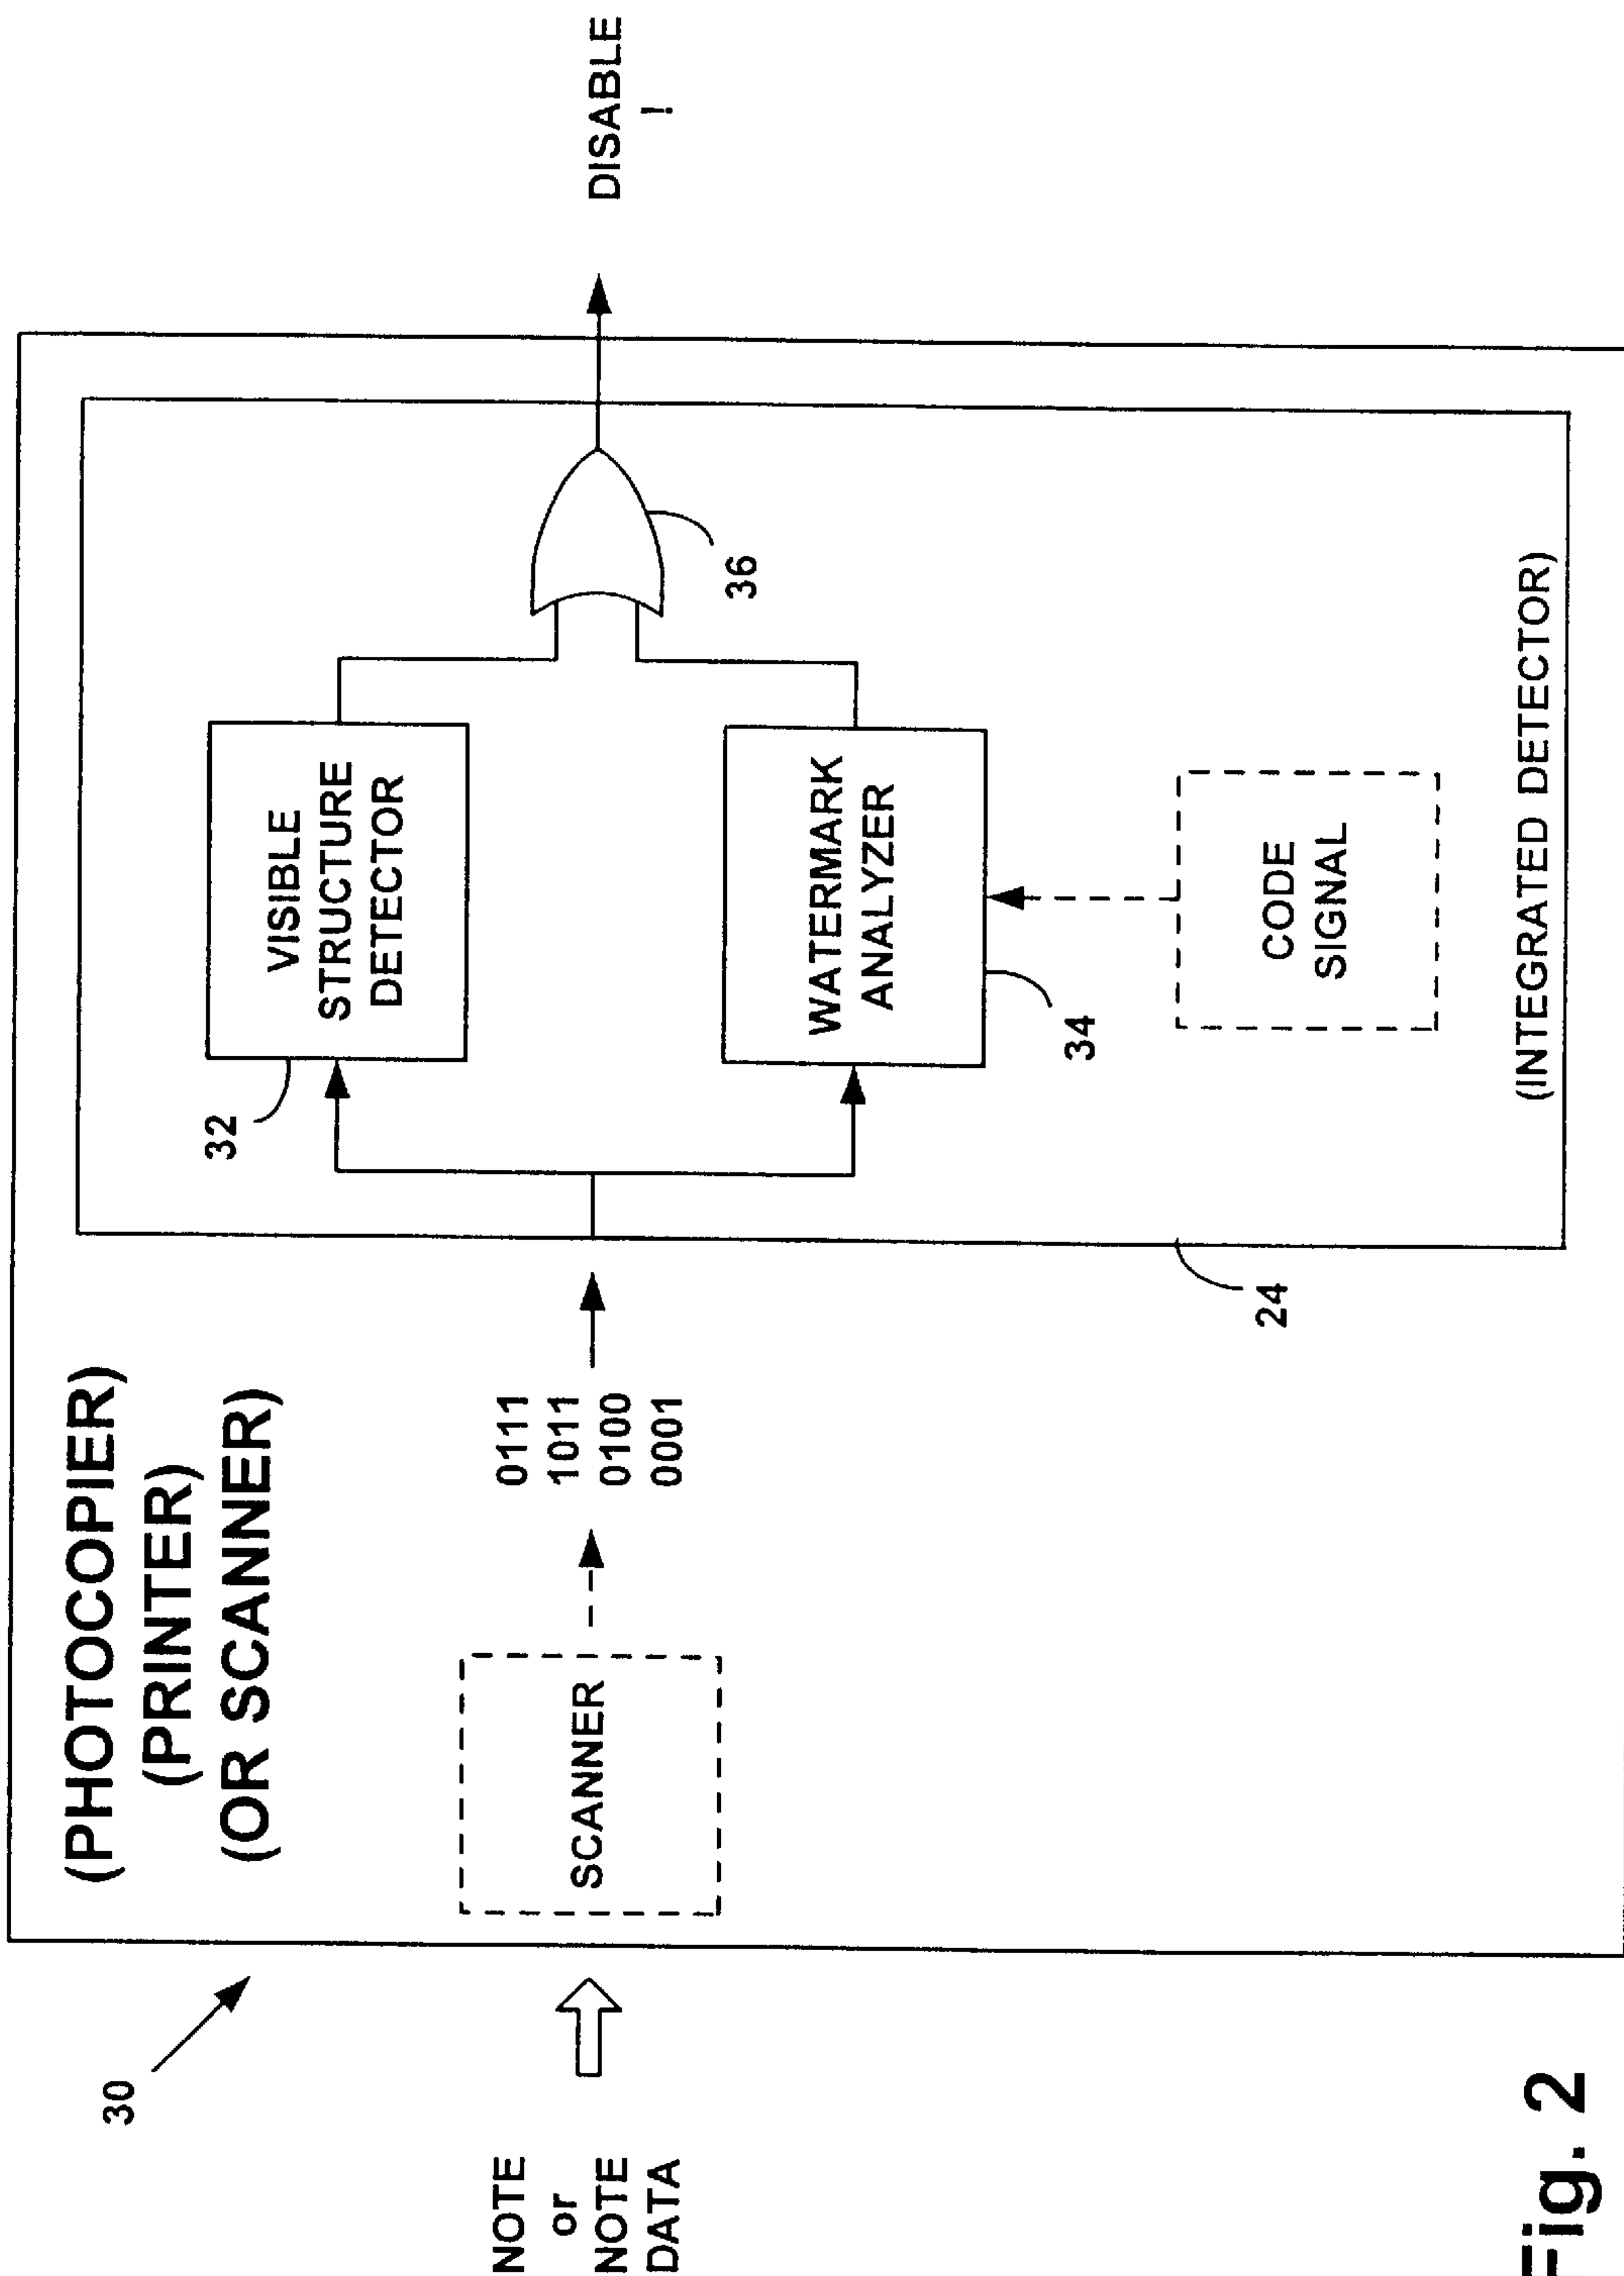 30
(PHOTOCOPIER)
(PRINTER)
(OR SCANNER)
NOTE
or
NOTE
DATA
SCANNER
0111
1011
0100
0001
32
VISIBLE
STRUCTURE
DETECTOR
WATERMARK
ANALYZER
34
36
DISABLE
!
CODE
SIGNAL
24
(INTEGRATED DETECTOR)
Fig. 2